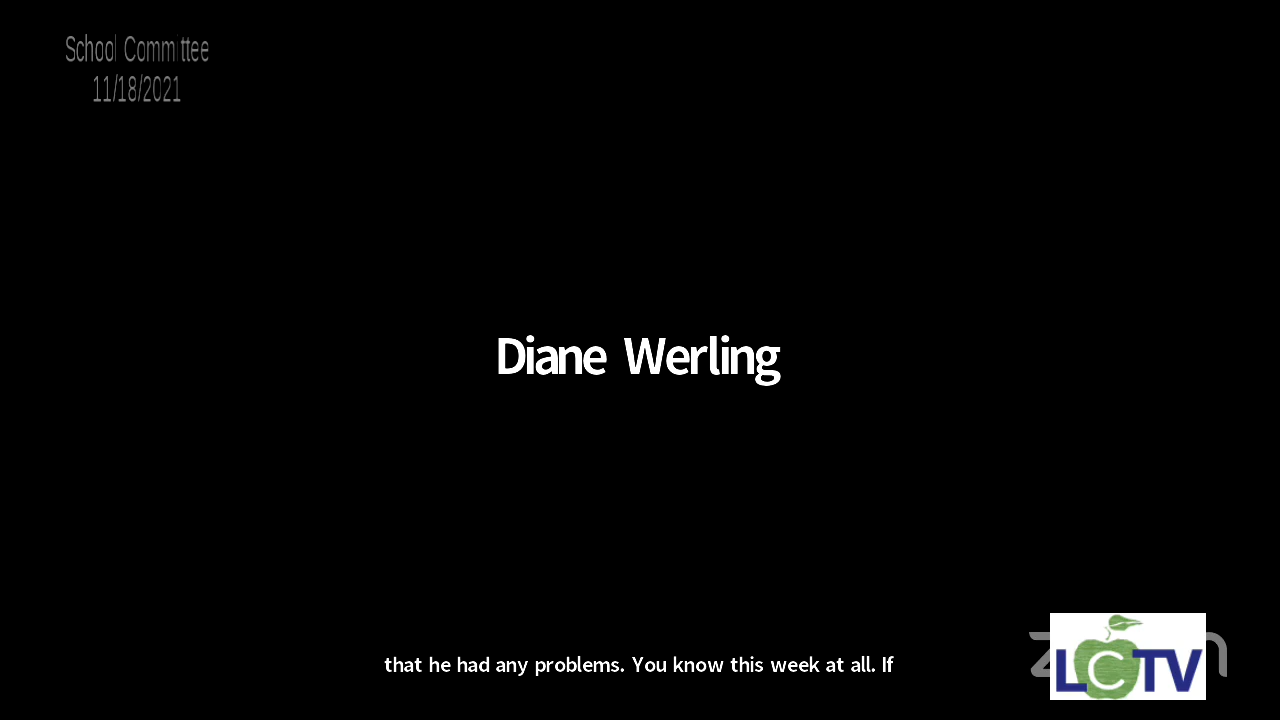 School Committee
11/18/2021
Diane Werling
that he had any problems. You know this week at all. If
LCTV